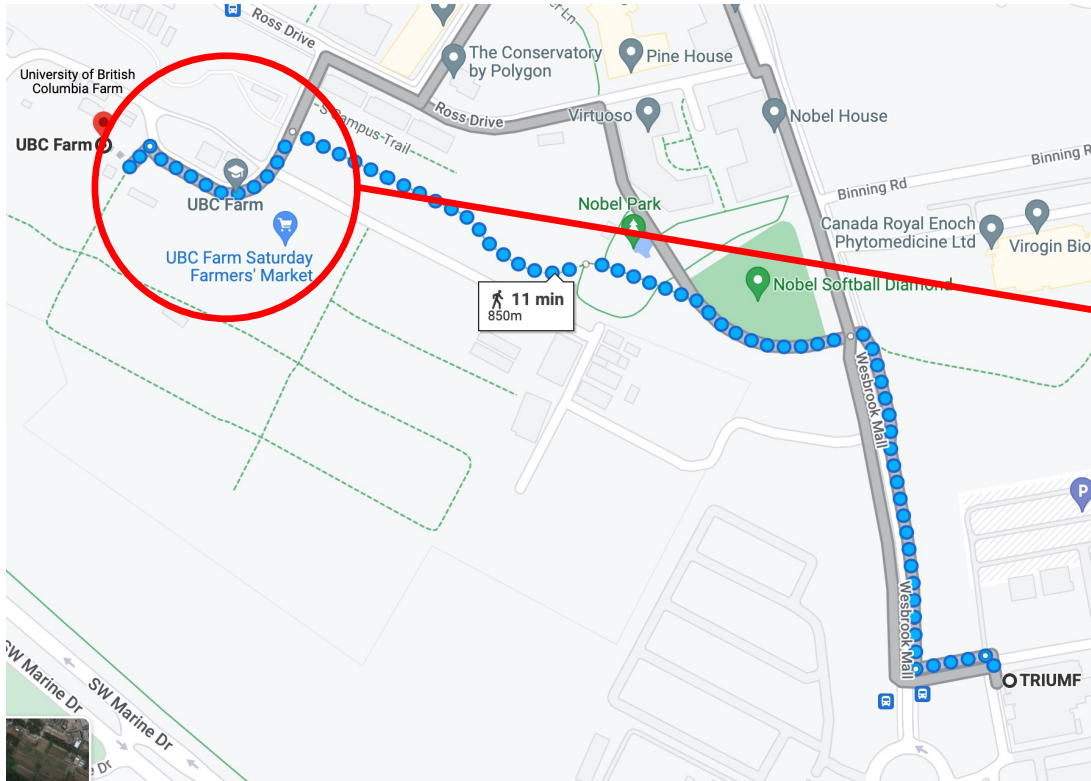 Ross Drive
The Conservatory
by Polygon
Pine House
University of British
Columbia Farm
UBC Farm
S Campus Trail
Ross Drive
Virtuoso
Nobel House
Binning Rd
Binning Rd
UBC Farm
Nobel Park
Canada Royal Enoch
Phytomedicine Ltd
Virogin Bio
UBC Farm Saturday
Farmers' Market
Nobel Softball Diamond
11 min
850m
Wesbrook Mall
P
Wesbrook Mall
TRIUMF
SW Marine Dr
SW Marine Dr